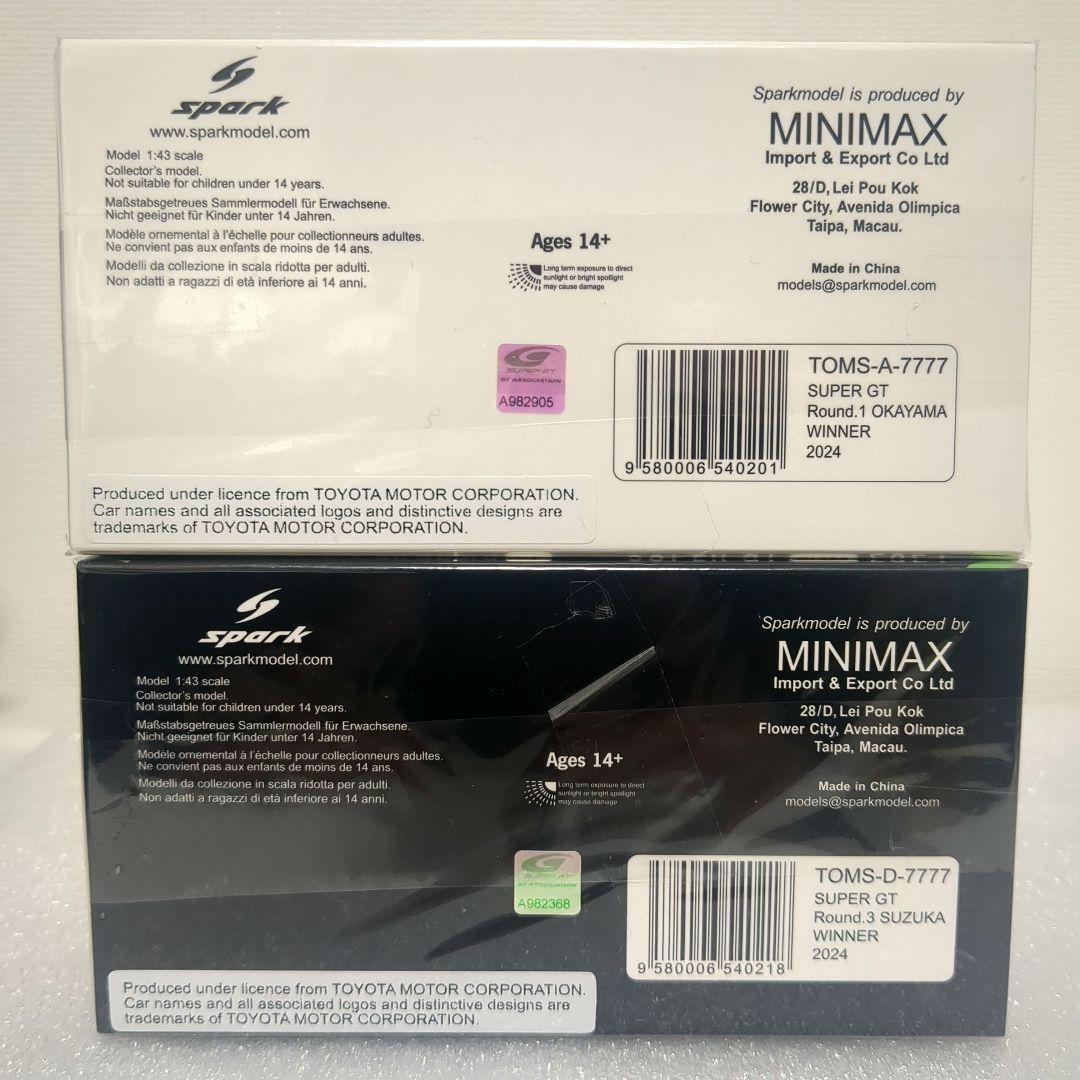 spark
www.sparkmodel.com
Model 1:43 scale
Collector's model.
Not suitable for children under 14 years.
Maßstabsgetreues Sammlermodell für Erwachsene.
Nicht geeignet für Kinder unter 14 Jahren.
Modèle ornemental à l'échelle pour collectionneurs adultes.
Ne convient pas aux enfants de moins de 14 ans.
Modelli da collezione in scala ridotta per adulti.
Non adatti a ragazzi di età inferiore ai 14 anni.
Ages 14+
Long term exposure to direct
sunlight or bright spotlight
may cause damage
Sparkmodel is produced by
MINIMAX
Import & Export Co Ltd
28/D, Lei Pou Kok
Flower City, Avenida Olimpica
Taipa, Macau.
Made in China
models@sparkmodel.com
SUPER GT
GT ASSOCIATION
A982905
9 580006 540201
TOMS-A-7777
SUPER GT
Round.1 OKAYAMA
WINNER
2024
Produced under licence from TOYOTA MOTOR CORPORATION.
Car names and all associated logos and distinctive designs are
trademarks of TOYOTA MOTOR CORPORATION.
spark
www.sparkmodel.com
Model 1:43 scale
Collector's model.
Not suitable for children under 14 years.
Maßstabsgetreues Sammlermodell für Erwachsene.
Nicht geeignet für Kinder unter 14 Jahren.
Modèle ornemental à l'échelle pour collectionneurs adultes.
Ne convient pas aux enfants de moins de 14 ans.
Modelli da collezione in scala ridotta per adulti.
Non adatti a ragazzi di età inferiore ai 14 anni.
Ages 14+
Long term exposure to direct
sunlight or bright spotlight
may cause damage
Sparkmodel is produced by
MINIMAX
Import & Export Co Ltd
28/D, Lei Pou Kok
Flower City, Avenida Olimpica
Taipa, Macau.
Made in China
models@sparkmodel.com
SUPER GT
GT ASSOCIATION
A982368
9 580006 540218
TOMS-D-7777
SUPER GT
Round.3 SUZUKA
WINNER
2024
Produced under licence from TOYOTA MOTOR CORPORATION.
Car names and all associated logos and distinctive designs are
trademarks of TOYOTA MOTOR CORPORATION.